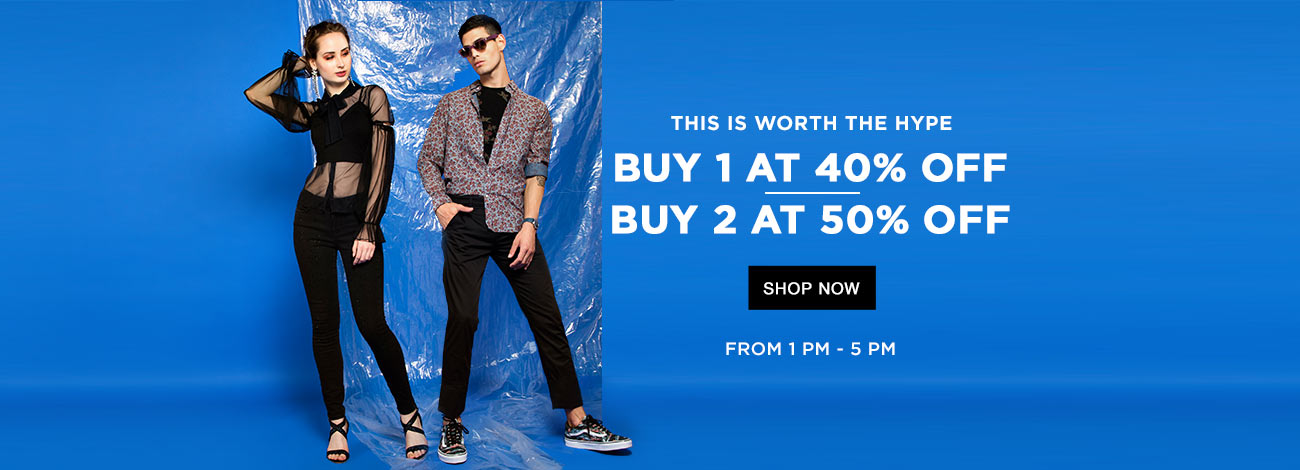 THIS IS WORTH THE HYPE
BUY 1 AT 40% OFF
BUY 2 AT 50% OFF
SHOP NOW
FROM 1 PM - 5 PM